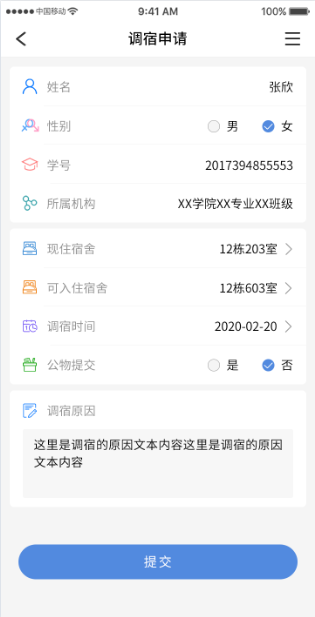 中国移动 9:41 AM 100%
调宿申请
姓名 张欣
性别 男 女
学号 2017394855553
所属机构 XX学院XX专业XX班级
现住宿舍 12栋203室
可入住宿舍 12栋603室
调宿时间 2020-02-20
公物提交 是 否
调宿原因
这里是调宿的原因文本内容这里是调宿的原因
文本内容
提交